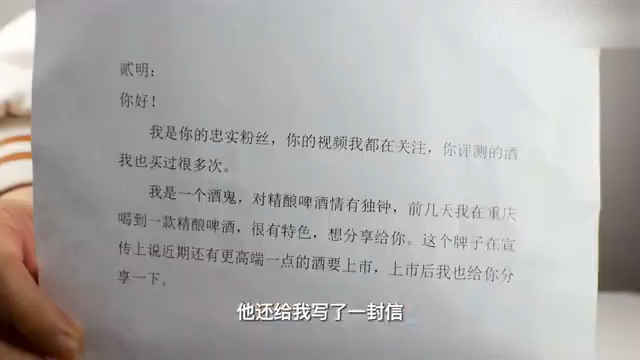 贰明：
你好！
我是你的忠实粉丝，你的视频我都在关注，你评测的酒
我也买过很多次。
我是一个酒鬼，对精酿啤酒情有独钟，前几天我在重庆
喝到一款精酿啤酒，很有特色，想分享给你。这个牌子在宣
传上说近期还有更高端一点的酒要上市，上市后我也给你分
享一下。
他还给我写了一封信